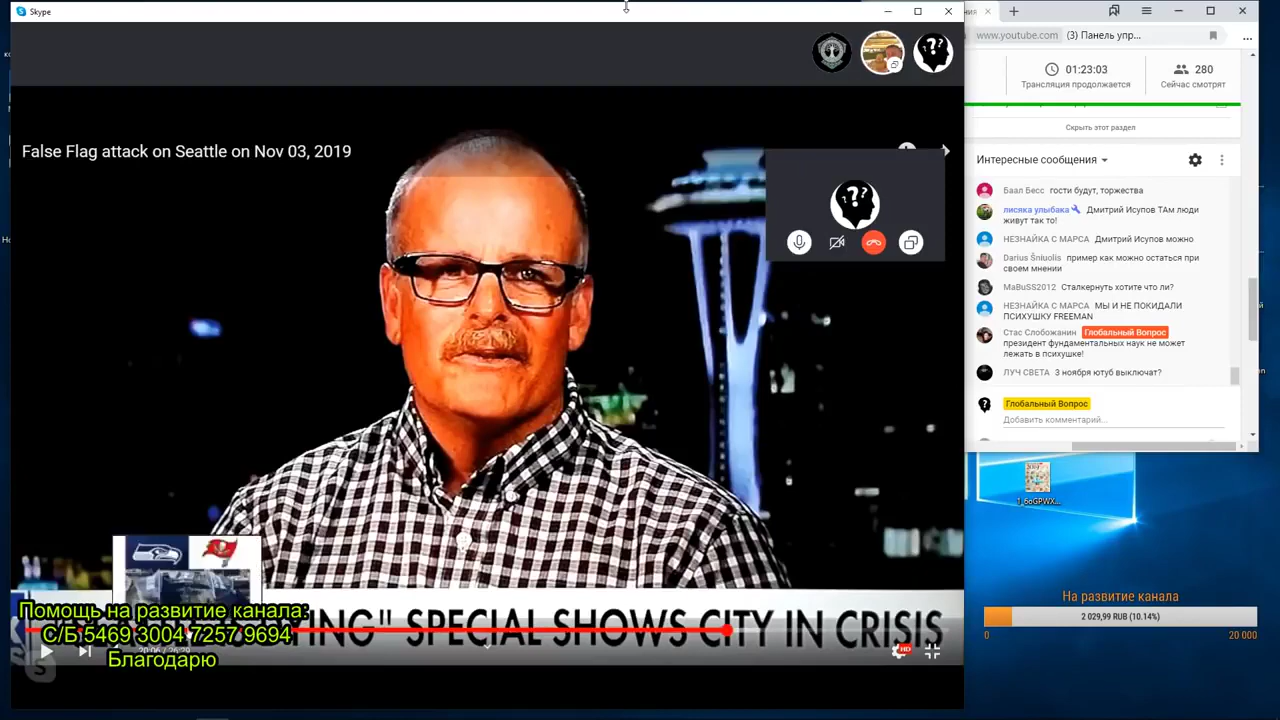 Skype
www.youtube.com (3) Панель упр...
False Flag attack on Seattle on Nov 03, 2019
01:23:03
Трансляция продолжается
280
Сейчас смотрят
Скрыть этот раздел
Интересные сообщения
Баал Бесс гости будут, торжества
лисяка улыбака Дмитрий Исупов ТАм люди
живут так то!
НЕЗНАЙКА С МАРСА Дмитрий Исупов можно
Darius Šniuolis пример как можно остаться при
своем мнении
MaBuSS2012 Сталкернуть хотите что ли?
НЕЗНАЙКА С МАРСА МЫ И НЕ ПОКИДАЛИ
ПСИХУШКУ FREEMAN
Стас Слобожанин Глобальный Вопрос
президент фундаментальных наук не может
лежать в психушке!
ЛУЧ СВЕТА 3 ноября ютуб выключат?
Глобальный Вопрос
Добавить комментарий...
1_6oGPWX...
На развитие канала
2 029,99 RUB (10.14%)
0 20 000
Помощь на развитие канала:
С/Б 5469 3004 7257 9694
Благодарю
TING" SPECIAL SHOWS CITY IN CRISIS
HD